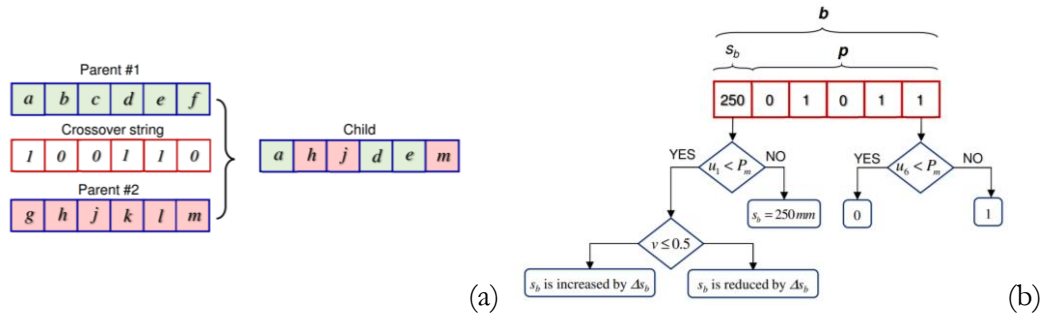 Parent #1
a b c d e f
Crossover string
1 0 0 1 1 0
Parent #2
g h j k l m
Child
a h j d e m
(a)
b
s_b p
250 0 1 0 1 1
YES u_1 < P_m NO
YES u_6 < P_m NO
s_b = 250 mm
0 1
v ≤ 0.5
s_b is increased by Δs_b
s_b is reduced by Δs_b
(b)